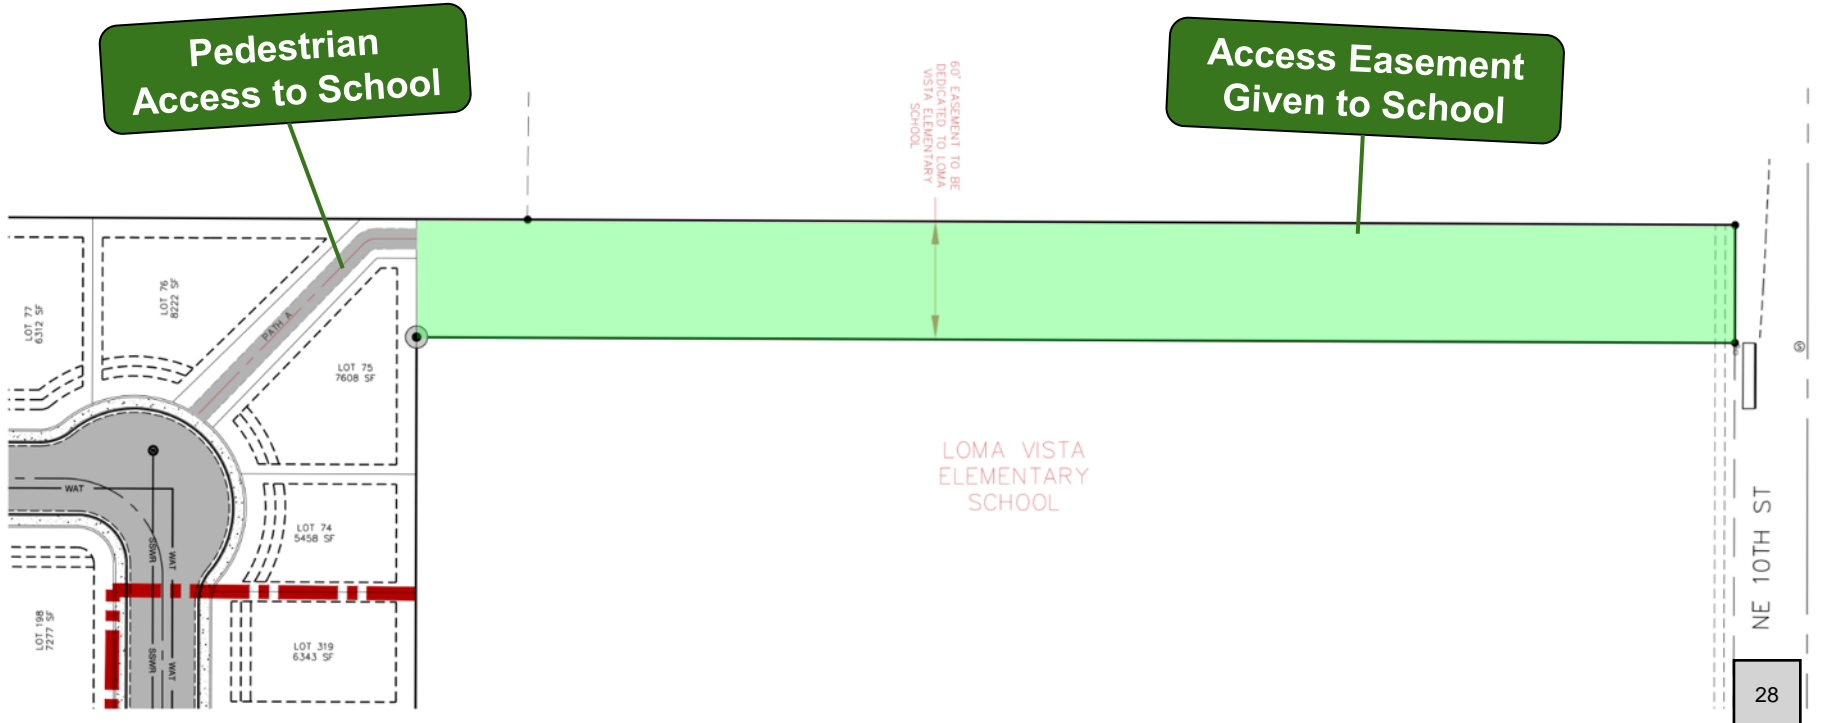 Pedestrian
Access to School
Access Easement
Given to School
60' EASEMENT TO BE
DEDICATED TO LOMA
VISTA ELEMENTARY
SCHOOL
LOT 77
6312 SF
LOT 76
8222 SF
PATH A
LOT 75
7608 SF
WAT
SSWR
WAT
LOT 74
5458 SF
LOMA VISTA
ELEMENTARY
SCHOOL
NE 10TH ST
LOT 198
7277 SF
SSWR
WAT
LOT 319
6343 SF
28